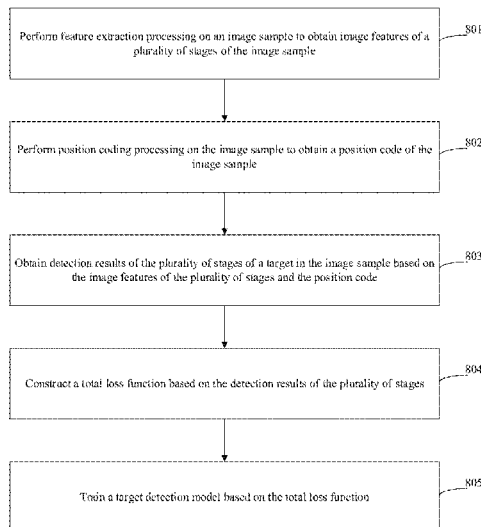 Perform feature extraction processing on an image sample to obtain image features of a
plurality of stages of the image sample
801
Perform position coding processing on the image sample to obtain a position code of the
image sample
802
Obtain detection results of the plurality of stages of a target in the image sample based on
the image features of the plurality of stages and the position code
803
Construct a total loss function based on the detection results of the plurality of stages
804
Train a target detection model based on the total loss function
805